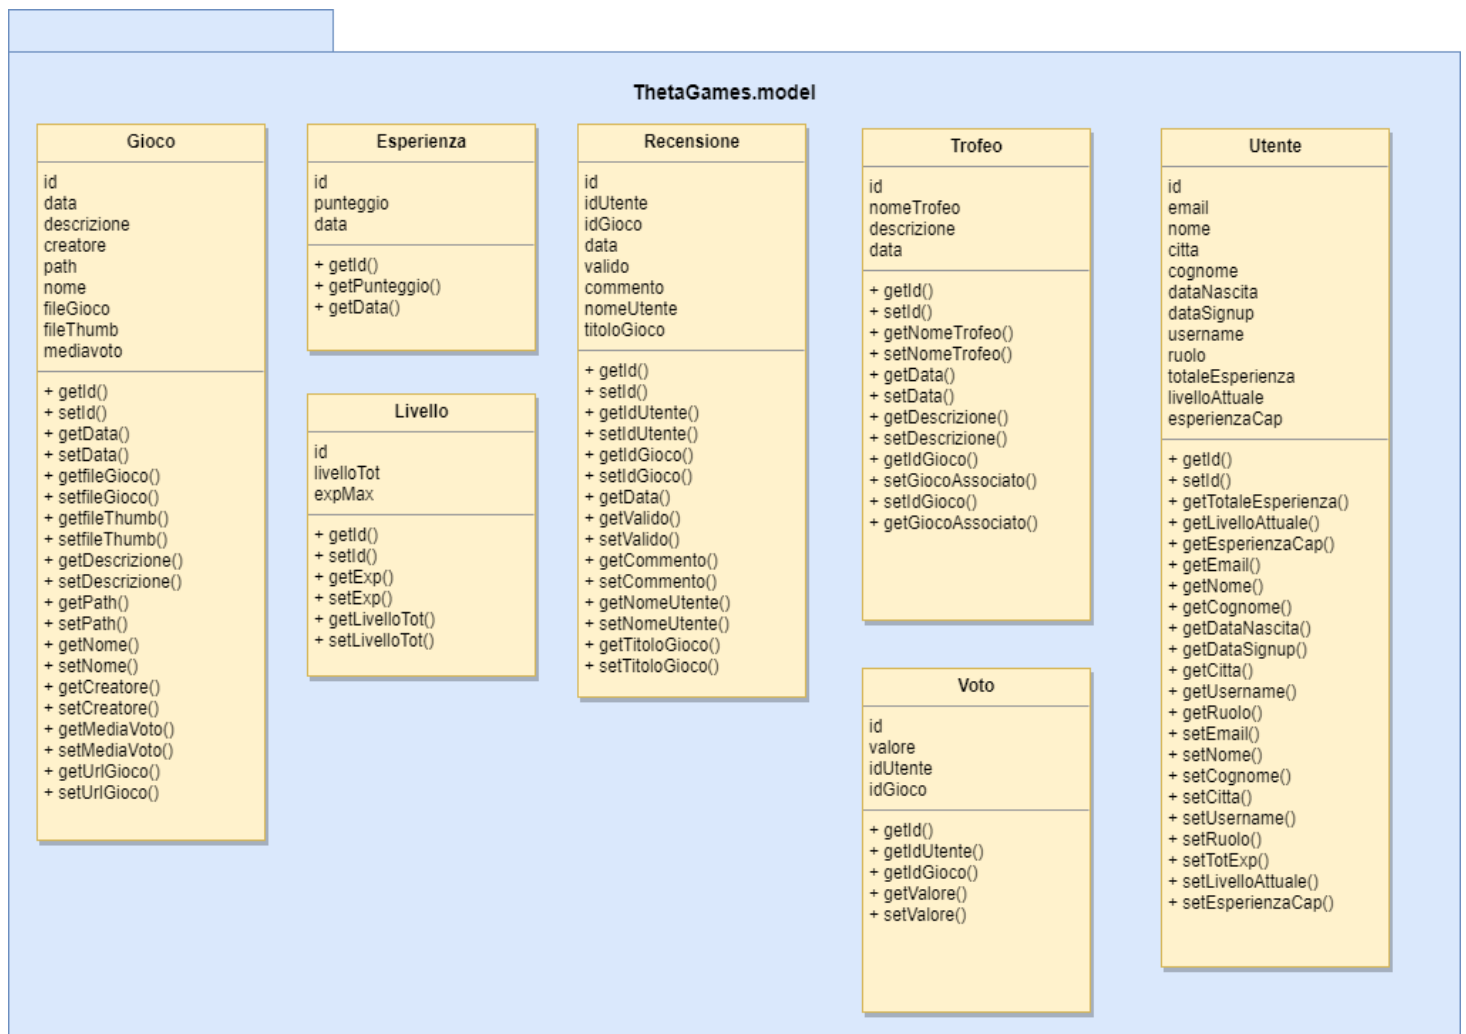 ThetaGames.model
Gioco
id
data
descrizione
creatore
path
nome
fileGioco
fileThumb
mediavoto
+ getId()
+ setId()
+ getData()
+ setData()
+ getfileGioco()
+ setfileGioco()
+ getfileThumb()
+ setfileThumb()
+ getDescrizione()
+ setDescrizione()
+ getPath()
+ setPath()
+ getNome()
+ setNome()
+ getCreatore()
+ setCreatore()
+ getMediaVoto()
+ setMediaVoto()
+ getUrlGioco()
+ setUrlGioco()
Esperienza
id
punteggio
data
+ getId()
+ getPunteggio()
+ getData()
Livello
id
livelloTot
expMax
+ getId()
+ setId()
+ getExp()
+ setExp()
+ getLivelloTot()
+ setLivelloTot()
Recensione
id
idUtente
idGioco
data
valido
commento
nomeUtente
titoloGioco
+ getId()
+ setId()
+ getIdUtente()
+ setIdUtente()
+ getIdGioco()
+ setIdGioco()
+ getData()
+ getValido()
+ setValido()
+ getCommento()
+ setCommento()
+ getNomeUtente()
+ setNomeUtente()
+ getTitoloGioco()
+ setTitoloGioco()
Trofeo
id
nomeTrofeo
descrizione
data
+ getId()
+ setId()
+ getNomeTrofeo()
+ setNomeTrofeo()
+ getData()
+ setData()
+ getDescrizione()
+ setDescrizione()
+ getIdGioco()
+ setGiocoAssociato()
+ setIdGioco()
+ getGiocoAssociato()
Voto
id
valore
idUtente
idGioco
+ getId()
+ getIdUtente()
+ getIdGioco()
+ getValore()
+ setValore()
Utente
id
email
nome
citta
cognome
dataNascita
dataSignup
username
ruolo
totaleEsperienza
livelloAttuale
esperienzaCap
+ getId()
+ setId()
+ getTotaleEsperienza()
+ getLivelloAttuale()
+ getEsperienzaCap()
+ getEmail()
+ getNome()
+ getCognome()
+ getDataNascita()
+ getDataSignup()
+ getCitta()
+ getUsername()
+ getRuolo()
+ setEmail()
+ setNome()
+ setCognome()
+ setCitta()
+ setUsername()
+ setRuolo()
+ setTotExp()
+ setLivelloAttuale()
+ setEsperienzaCap()